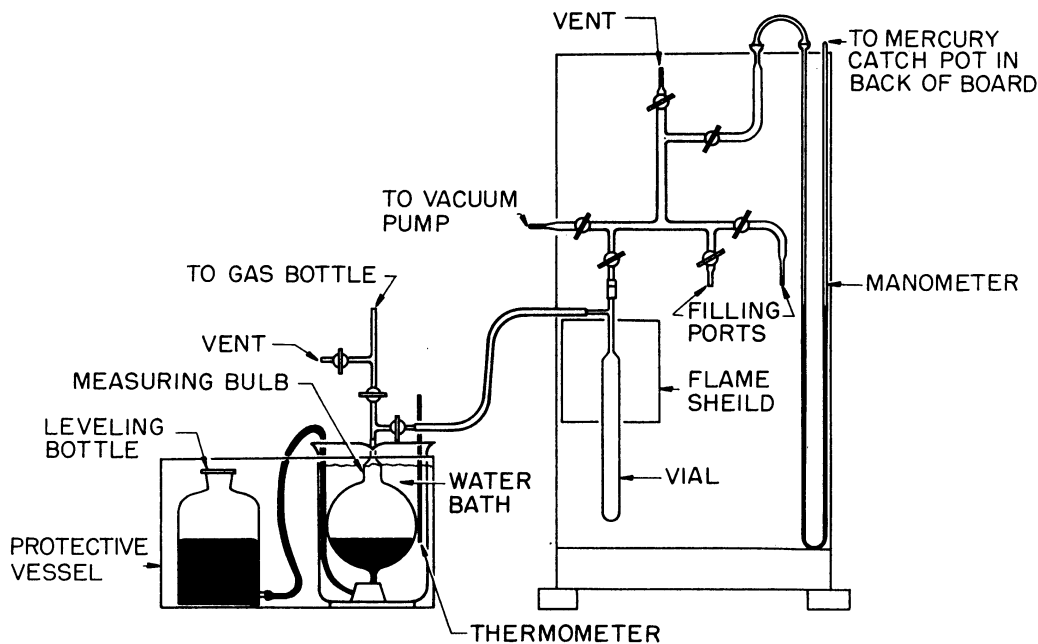 VENT
TO MERCURY
CATCH POT IN
BACK OF BOARD
TO VACUUM
PUMP
TO GAS BOTTLE
MANOMETER
FILLING
PORTS
VENT
MEASURING BULB
FLAME
SHEILD
LEVELING
BOTTLE
WATER
BATH
VIAL
PROTECTIVE
VESSEL
THERMOMETER